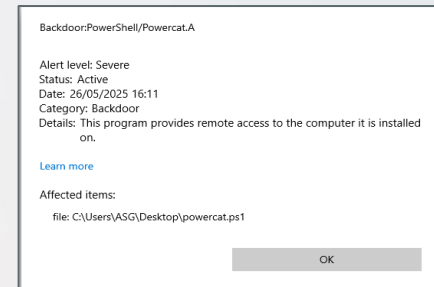 Backdoor:PowerShell/Powercat.A
Alert level: Severe
Status: Active
Date: 26/05/2025 16:11
Category: Backdoor
Details: This program provides remote access to the computer it is installed
on.
Learn more
Affected items:
file: C:\Users\ASG\Desktop\powercat.ps1
OK